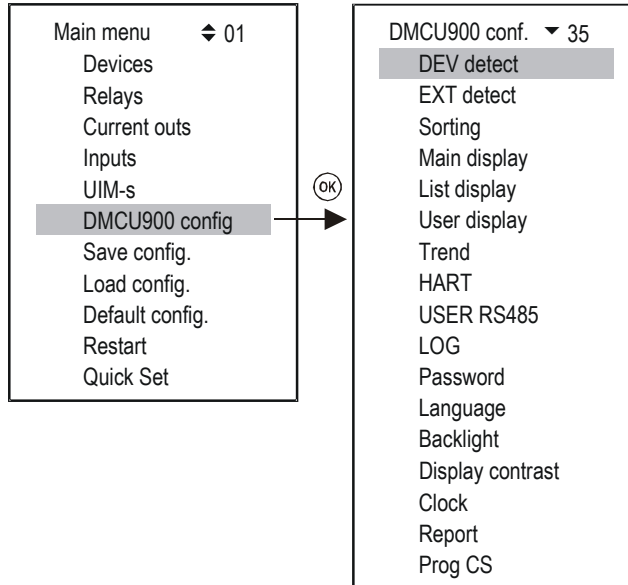 Main menu 01
Devices
Relays
Current outs
Inputs
UIM-s
DMCU900 config
Save config.
Load config.
Default config.
Restart
Quick Set
OK
DMCU900 conf. 35
DEV detect
EXT detect
Sorting
Main display
List display
User display
Trend
HART
USER RS485
LOG
Password
Language
Backlight
Display contrast
Clock
Report
Prog CS